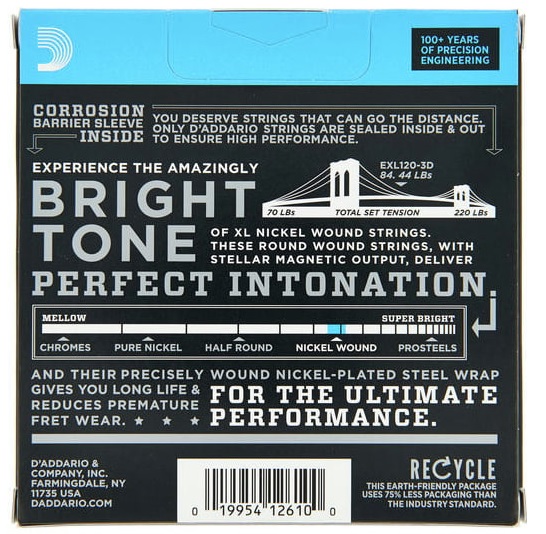 100+ YEARS
OF PRECISION
ENGINEERING
CORROSION
BARRIER SLEEVE
INSIDE
YOU DESERVE STRINGS THAT CAN GO THE DISTANCE.
ONLY D'ADDARIO STRINGS ARE SEALED INSIDE & OUT
TO ENSURE HIGH PERFORMANCE.
EXPERIENCE THE AMAZINGLY
BRIGHT
TONE
EXL120-3D
84. 44 LBs
70 LBs TOTAL SET TENSION 220 LBs
OF XL NICKEL WOUND STRINGS.
THESE ROUND WOUND STRINGS, WITH
STELLAR MAGNETIC OUTPUT, DELIVER
PERFECT INTONATION.
MELLOW SUPER BRIGHT
CHROMES PURE NICKEL HALF ROUND NICKEL WOUND PROSTEELS
AND THEIR PRECISELY WOUND NICKEL-PLATED STEEL WRAP
GIVES YOU LONG LIFE &
REDUCES PREMATURE
FRET WEAR. ★ ★ ★
FOR THE ULTIMATE
PERFORMANCE.
D'ADDARIO &
COMPANY, INC.
FARMINGDALE, NY
11735 USA
DADDARIO.COM
0 19954 12610 0
RECYCLE
THIS EARTH-FRIENDLY PACKAGE
USES 75% LESS PACKAGING THAN
THE INDUSTRY STANDARD.